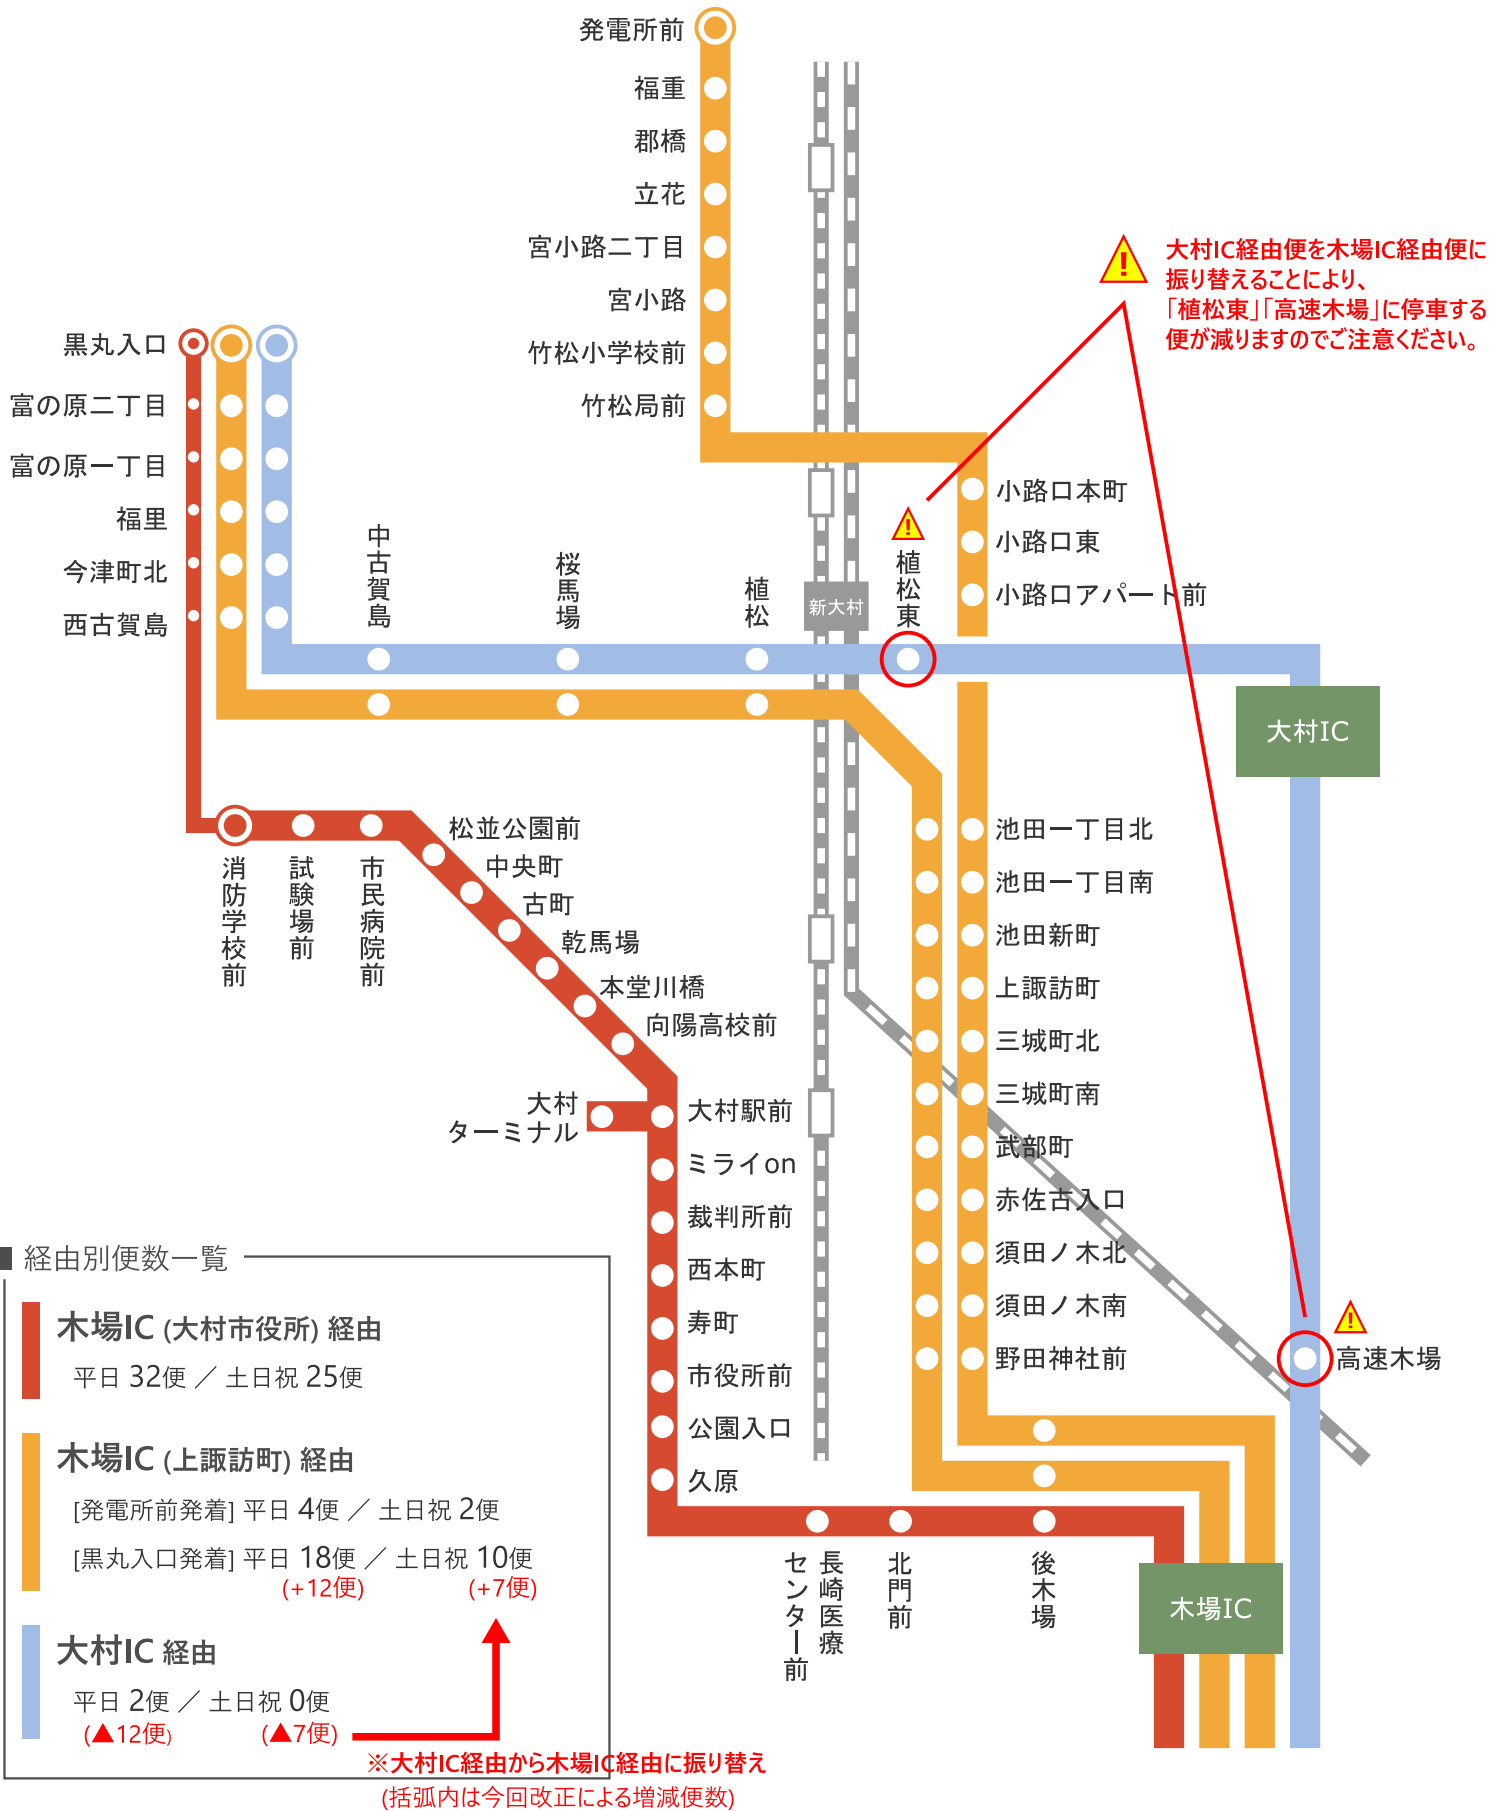 発電所前
福重
郡橋
立花
宮小路二丁目
宮小路
竹松小学校前
竹松局前
大村IC経由便を木場IC経由便に
振り替えることにより、
「植松東」「高速木場」に停車する
便が減りますのでご注意ください。
黒丸入口
富の原二丁目
富の原一丁目
福里
今津町北
西古賀島
中古賀島
桜馬場
植松
新大村
植松東
小路口本町
小路口東
小路口アパート前
大村IC
消防学校前
試験場前
市民病院前
松並公園前
中央町
古町
乾馬場
本堂川橋
向陽高校前
大村
ターミナル
大村駅前
ミライon
裁判所前
西本町
寿町
市役所前
公園入口
久原
池田一丁目北
池田一丁目南
池田新町
上諏訪町
三城町北
三城町南
武部町
赤佐古入口
須田ノ木北
須田ノ木南
野田神社前
高速木場
長崎医療
センター前
北門前
後木場
木場IC
経由別便数一覧
木場IC (大村市役所) 経由
平日 32便 ／ 土日祝 25便
木場IC (上諏訪町) 経由
[発電所前発着] 平日 4便 ／ 土日祝 2便
[黒丸入口発着] 平日 18便 ／ 土日祝 10便
(+12便) (+7便)
大村IC 経由
平日 2便 ／ 土日祝 0便
(▲12便) (▲7便)
※大村IC経由から木場IC経由に振り替え
(括弧内は今回改正による増減便数)